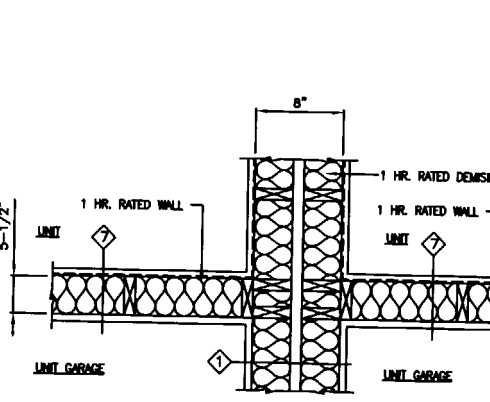 8"
1 HR. RATED DEMISI
1 HR. RATED WALL
1 HR. RATED WALL
5-1/2"
UNIT
7
UNIT
7
1
UNIT GARAGE
UNIT GARAGE